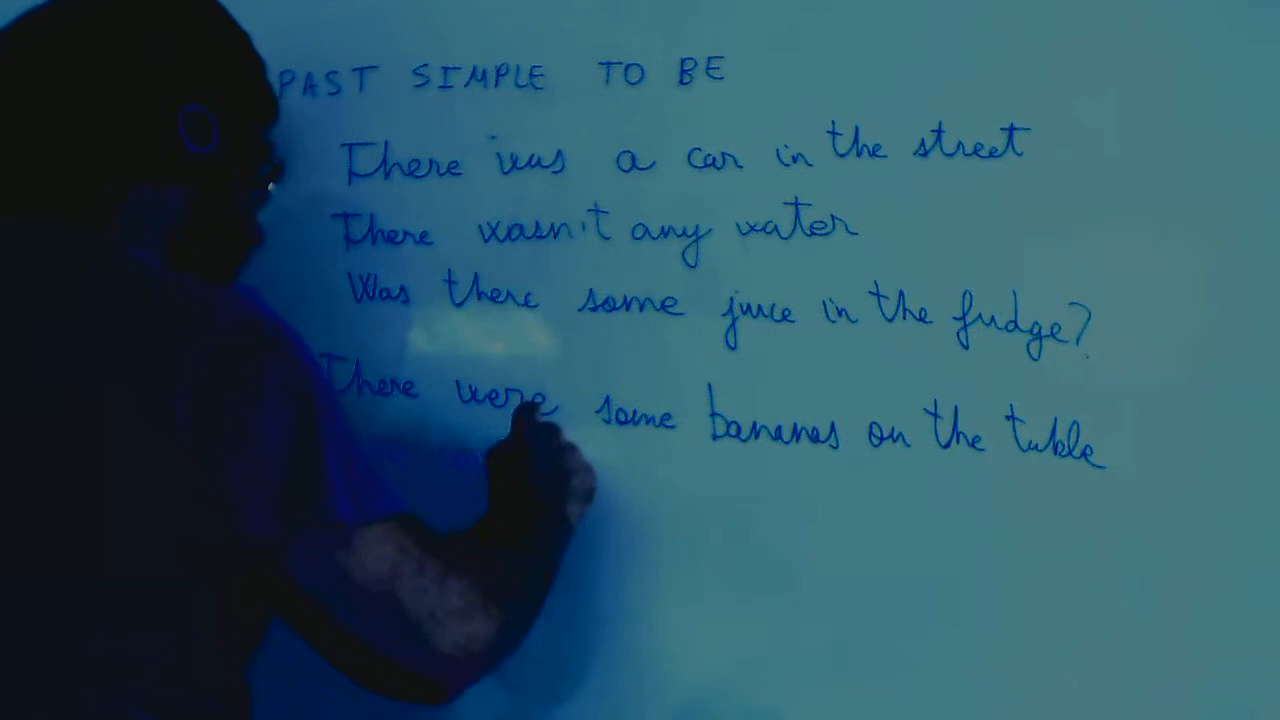 PAST SIMPLE TO BE
There was a car in the street
There wasn't any water
Was there some juice in the fridge?
There were some bananas on the table